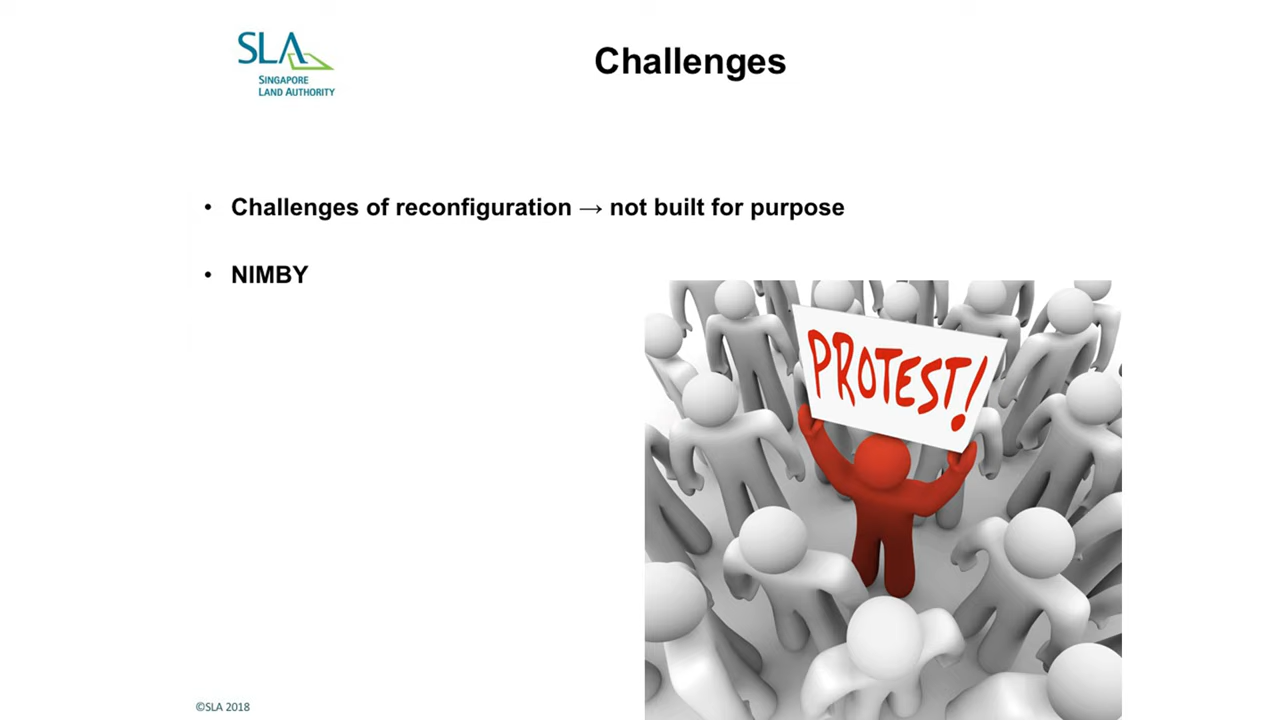 SLA
SINGAPORE
LAND AUTHORITY
Challenges
• Challenges of reconfiguration → not built for purpose
• NIMBY
PROTEST!
©SLA 2018